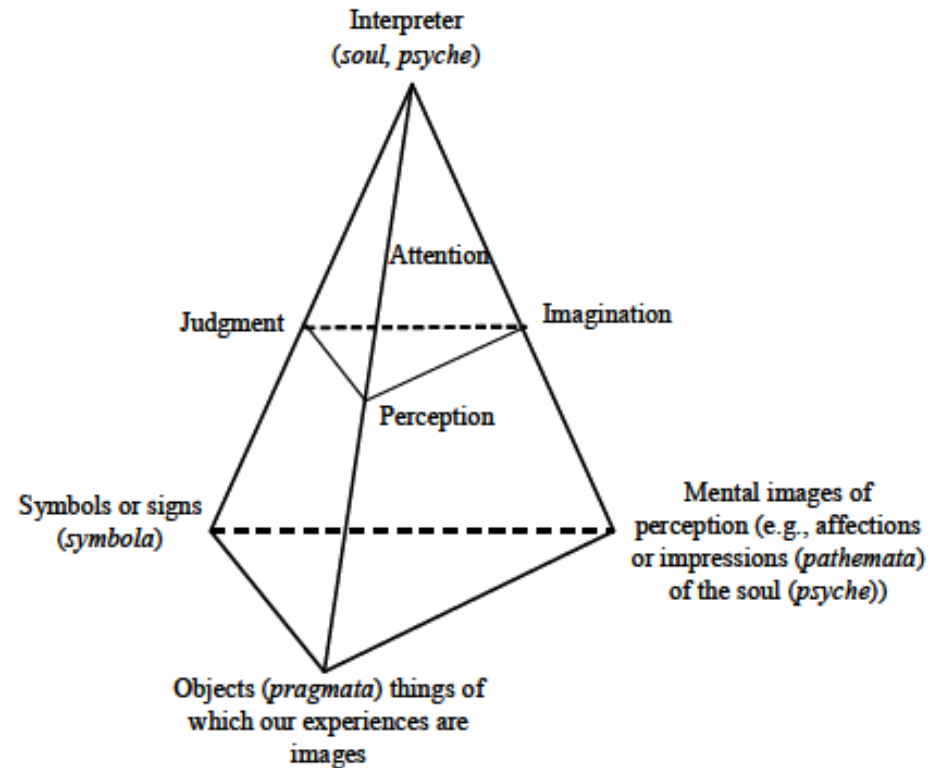 Interpreter
(soul, psyche)
Attention
Judgment
Imagination
Perception
Symbols or signs
(symbola)
Mental images of
perception (e.g., affections
or impressions (pathemata)
of the soul (psyche))
Objects (pragmata) things of
which our experiences are
images